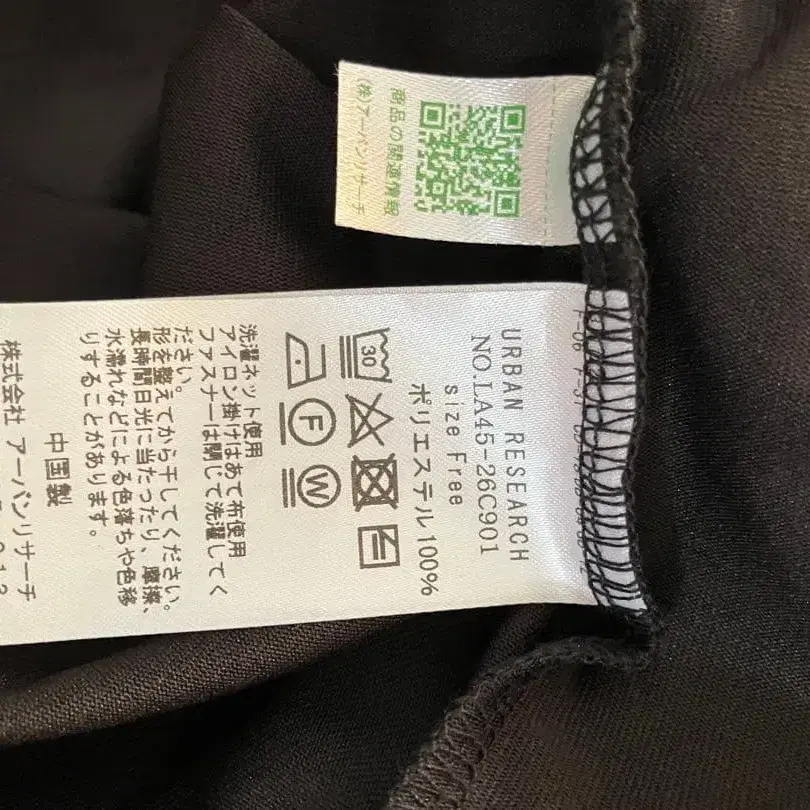 商品の関連情報
(株)アーバンリサーチ
URBAN RESEARCH
NO.LA45-26C901
size Free
ポリエステル100%
30
F
W
洗濯ネット使用
アイロン掛けはあて布使用
ファスナーは閉じて洗濯してく
ださい。
形を整えてから干してください。
長時間日光に当たったり、摩擦、
水濡れなどによる色落ちや色移
りすることがあります。
中国製
株式会社 アーバンリサーチ